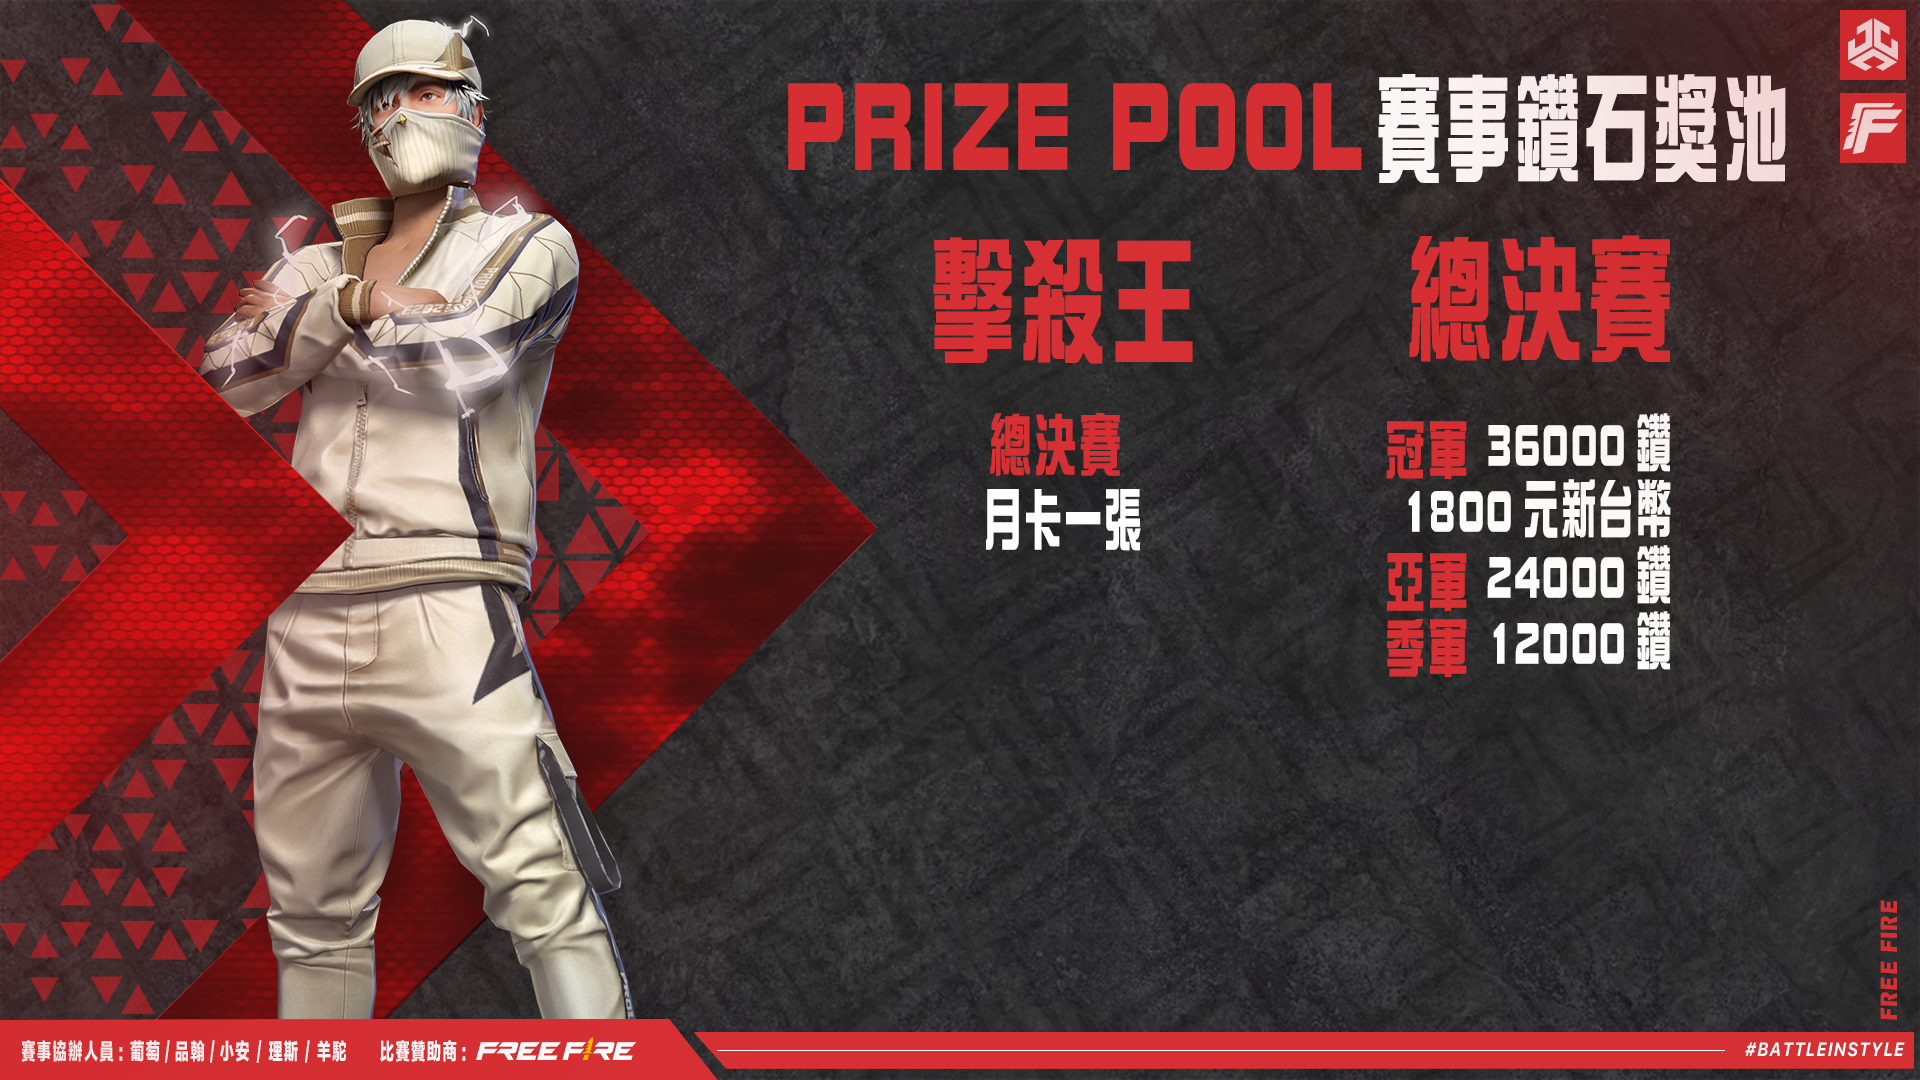 PRIZE POOL 賽事鑽石獎池
擊殺王
總決賽
月卡一張
總決賽
冠軍 36000 鑽
1800 元新台幣
亞軍 24000 鑽
季軍 12000 鑽
FREE FIRE
賽事協辦人員：葡萄 / 品翰 / 小安 / 理斯 / 羊駝
比賽贊助商：FREE FIRE
#BATTLEINSTYLE